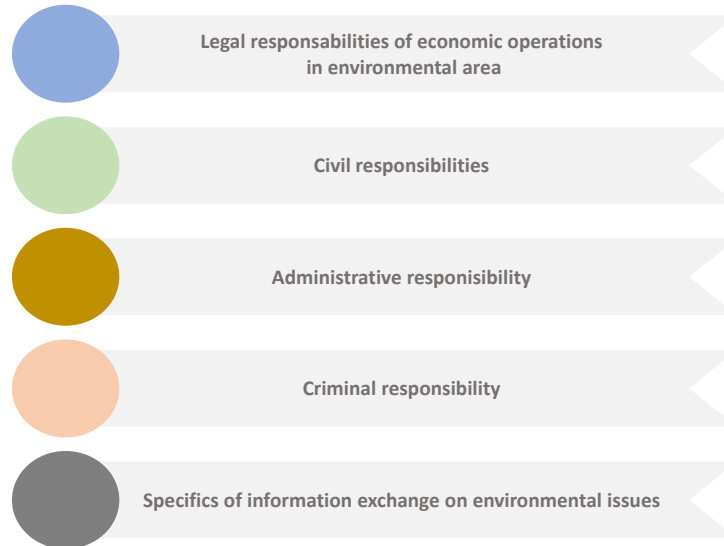 Legal responsabilities of economic operations
in environmental area
Civil responsibilities
Administrative responisibility
Criminal responsibility
Specifics of information exchange on environmental issues